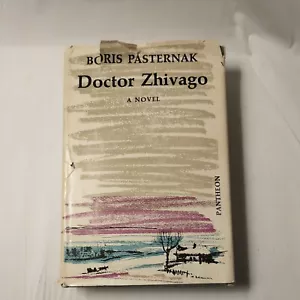 BORIS PASTERNAK
Doctor Zhivago
A NOVEL
PANTHEON